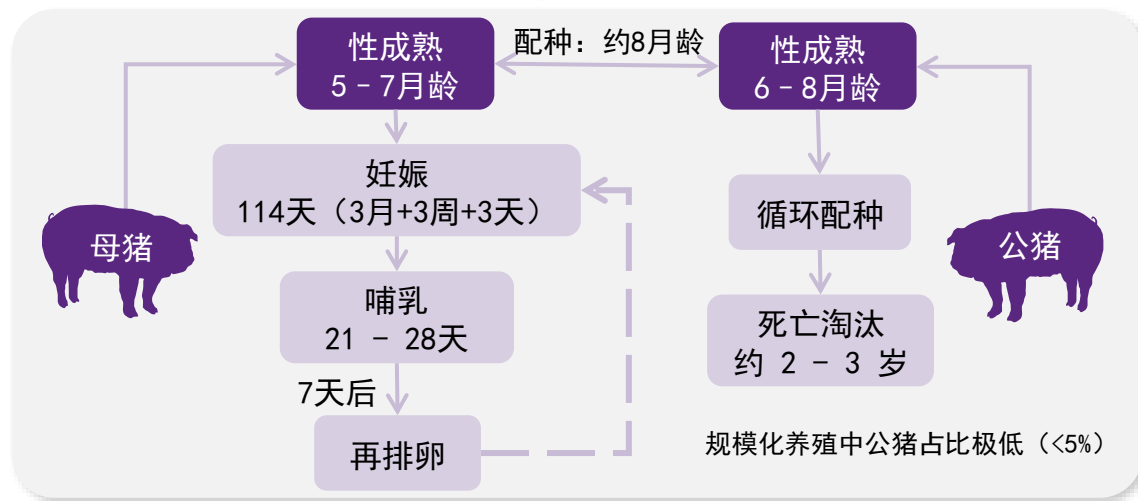 性成熟
5－7月龄
配种：约8月龄
性成熟
6－8月龄
妊娠
114天（3月+3周+3天）
母猪
循环配种
公猪
哺乳
21 － 28天
死亡淘汰
约 2 － 3 岁
7天后
再排卵
规模化养殖中公猪占比极低（<5%）